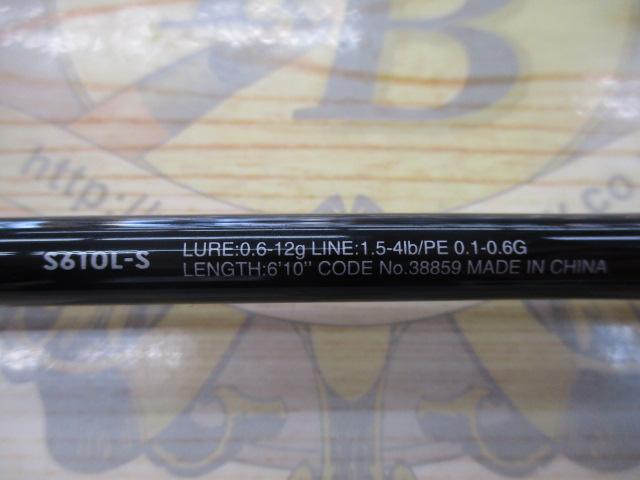 B
http://
S610L-S
LURE:0.6-12g LINE:1.5-4lb/PE 0.1-0.6G
LENGTH:6'10" CODE No.38859 MADE IN CHINA